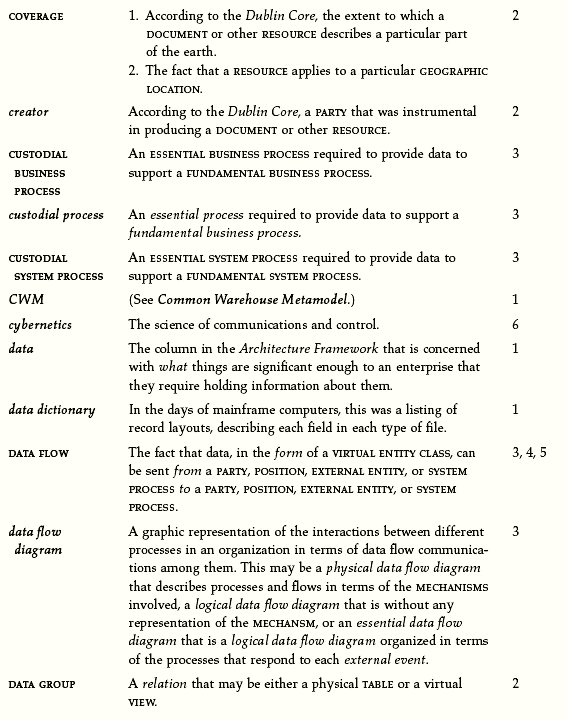 COVERAGE 1. According to the Dublin Core, the extent to which a 2
DOCUMENT or other RESOURCE describes a particular part
of the earth.
2. The fact that a RESOURCE applies to a particular GEOGRAPHIC
LOCATION.
creator According to the Dublin Core, a PARTY that was instrumental 2
in producing a DOCUMENT or other RESOURCE.
CUSTODIAL An ESSENTIAL BUSINESS PROCESS required to provide data to 3
BUSINESS support a FUNDAMENTAL BUSINESS PROCESS.
PROCESS
custodial process An essential process required to provide data to support a 3
fundamental business process.
CUSTODIAL An ESSENTIAL SYSTEM PROCESS required to provide data to 3
SYSTEM PROCESS support a FUNDAMENTAL SYSTEM PROCESS.
CWM (See Common Warehouse Metamodel.) 1
cybernetics The science of communications and control. 6
data The column in the Architecture Framework that is concerned 1
with what things are significant enough to an enterprise that
they require holding information about them.
data dictionary In the days of mainframe computers, this was a listing of 1
record layouts, describing each field in each type of file.
DATA FLOW The fact that data, in the form of a VIRTUAL ENTITY CLASS, can 3, 4, 5
be sent from a PARTY, POSITION, EXTERNAL ENTITY, or SYSTEM
PROCESS to a PARTY, POSITION, EXTERNAL ENTITY, or SYSTEM
PROCESS.
data flow A graphic representation of the interactions between different 3
diagram processes in an organization in terms of data flow communica-
tions among them. This may be a physical data flow diagram
that describes processes and flows in terms of the MECHANISMS
involved, a logical data flow diagram that is without any
representation of the MECHANSM, or an essential data flow
diagram that is a logical data flow diagram organized in terms
of the processes that respond to each external event.
DATA GROUP A relation that may be either a physical TABLE or a virtual 2
VIEW.